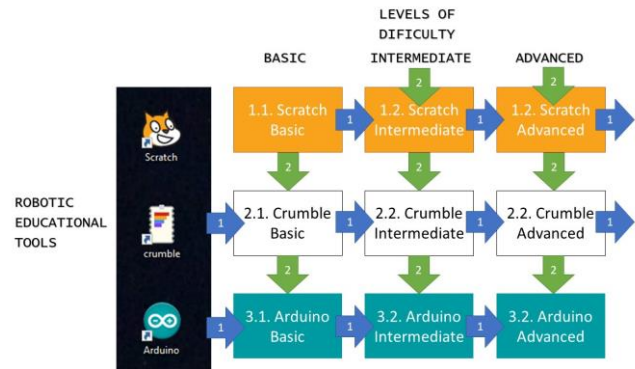 LEVELS OF
DIFICULTY
BASIC
INTERMEDIATE
ADVANCED
2
2
1.1. Scratch
Basic
1
1.2. Scratch
Intermediate
1
1.2. Scratch
Advanced
1
Scratch
2
2
2
ROBOTIC
EDUCATIONAL
TOOLS
crumble
1
2.1. Crumble
Basic
1
2.2. Crumble
Intermediate
1
2.2. Crumble
Advanced
1
2
2
2
Arduino
1
3.1. Arduino
Basic
1
3.2. Arduino
Intermediate
1
3.2. Arduino
Advanced